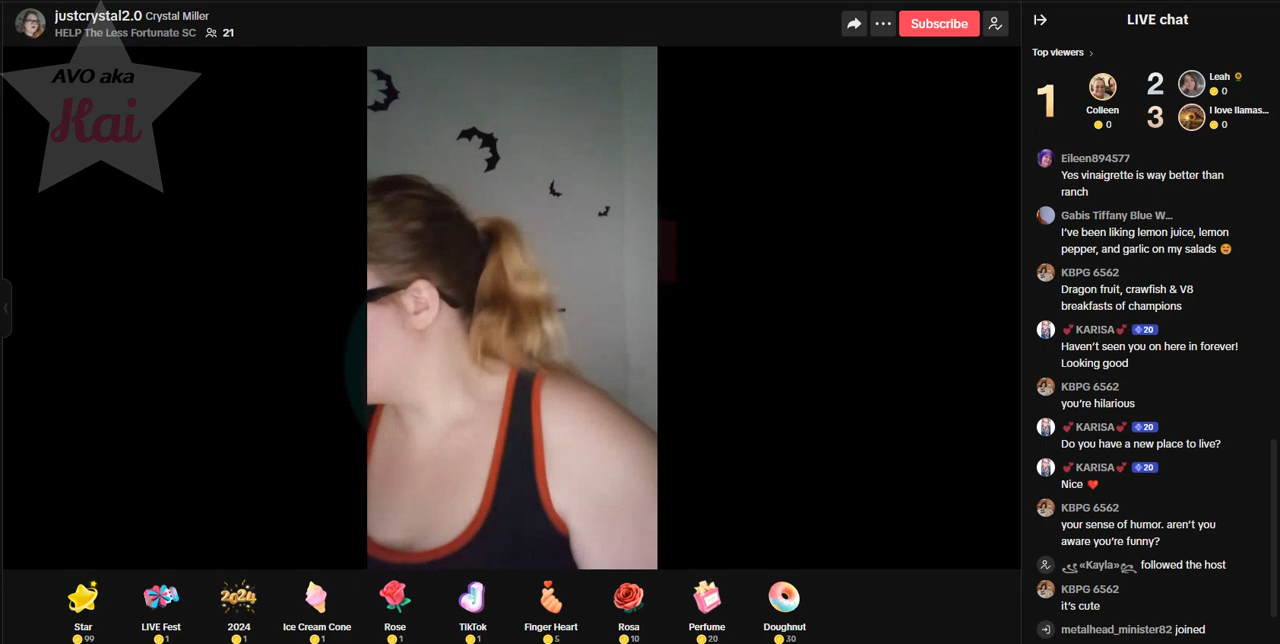 justcrystal2.0 Crystal Miller
HELP The Less Fortunate SC 21
Subscribe
AVO aka
Kai
LIVE chat
Top viewers
1
Colleen
0
2
Leah
0
3
I love llamas...
0
Eileen894577
Yes vinaigrette is way better than
ranch
Gabis Tiffany Blue W...
I've been liking lemon juice, lemon
pepper, and garlic on my salads
KBPG 6562
Dragon fruit, crawfish & V8
breakfasts of champions
KARISA 20
Haven't seen you on here in forever!
Looking good
KBPG 6562
you're hilarious
KARISA 20
Do you have a new place to live?
KARISA 20
Nice
KBPG 6562
your sense of humor. aren't you
aware you're funny?
«Kayla» followed the host
KBPG 6562
it's cute
metalhead_minister82 joined
2024
Star
LIVE Fest
2024
Ice Cream Cone
Rose
TikTok
Finger Heart
Rosa
Perfume
Doughnut
99
1
1
1
1
1
5
10
20
30